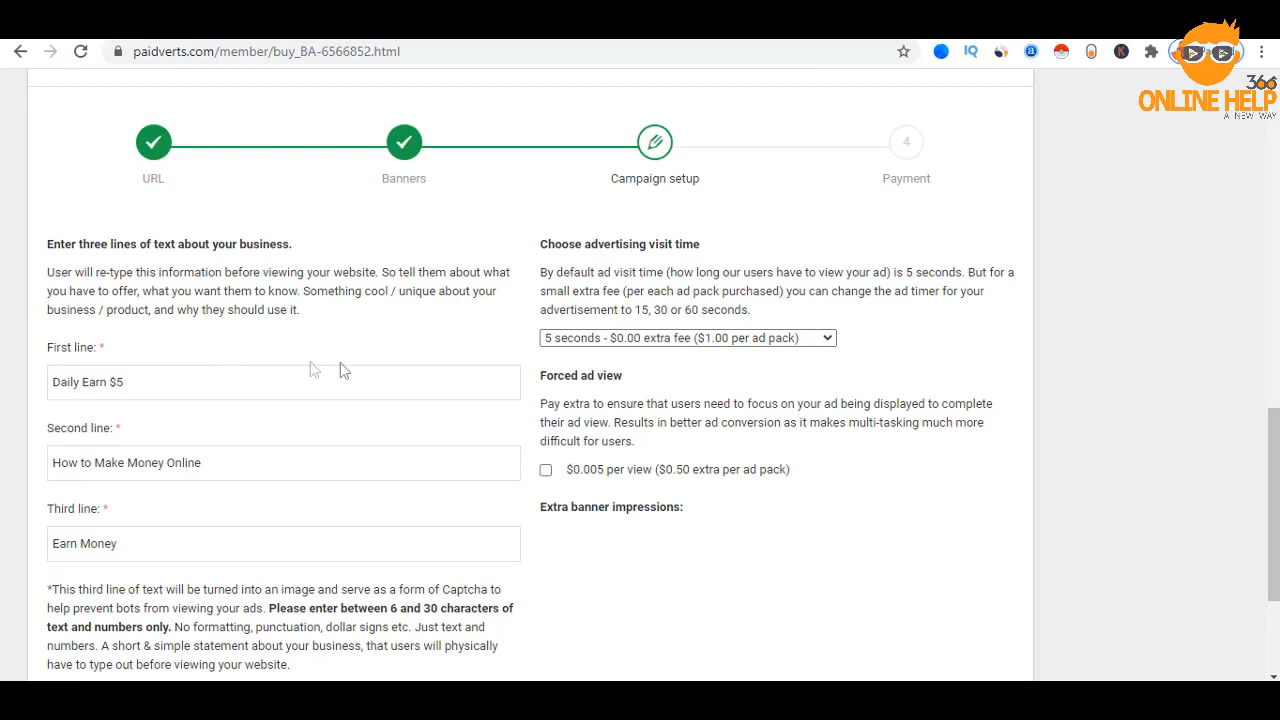 paidverts.com/member/buy_BA-6566852.html
366
ONLINE HELP
A NEW WAY
4
URL
Banners
Campaign setup
Payment
Enter three lines of text about your business.
User will re-type this information before viewing your website. So tell them about what
you have to offer, what you want them to know. Something cool / unique about your
business / product, and why they should use it.
First line: *
Daily Earn $5
Second line: *
How to Make Money Online
Third line: *
Earn Money
*This third line of text will be turned into an image and serve as a form of Captcha to
help prevent bots from viewing your ads. Please enter between 6 and 30 characters of
text and numbers only. No formatting, punctuation, dollar signs etc. Just text and
numbers. A short & simple statement about your business, that users will physically
have to type out before viewing your website.
Choose advertising visit time
By default ad visit time (how long our users have to view your ad) is 5 seconds. But for a
small extra fee (per each ad pack purchased) you can change the ad timer for your
advertisement to 15, 30 or 60 seconds.
5 seconds - $0.00 extra fee ($1.00 per ad pack)
Forced ad view
Pay extra to ensure that users need to focus on your ad being displayed to complete
their ad view. Results in better ad conversion as it makes multi-tasking much more
difficult for users.
$0.005 per view ($0.50 extra per ad pack)
Extra banner impressions: